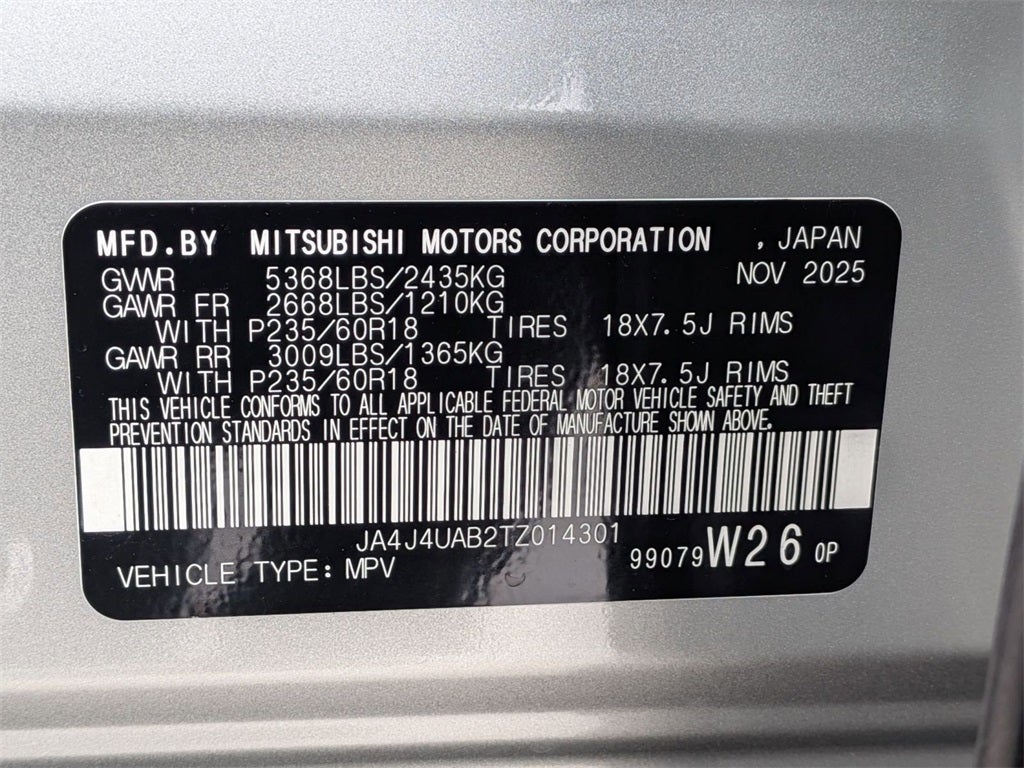 MFD.BY MITSUBISHI MOTORS CORPORATION , JAPAN
GWWR 5368LBS/2435KG NOV 2025
GAWR FR 2668LBS/1210KG
WITH P235/60R18 TIRES 18X7.5J RIMS
GAWR RR 3009LBS/1365KG
WITH P235/60R18 TIRES 18X7.5J RIMS
THIS VEHICLE CONFORMS TO ALL APPLICABLE FEDERAL MOTOR VEHICLE SAFETY AND THEFT
PREVENTION STANDARDS IN EFFECT ON THE DATE OF MANUFACTURE SHOWN ABOVE.
JA4J4UAB2TZ014301
VEHICLE TYPE: MPV 99079 W26 0P